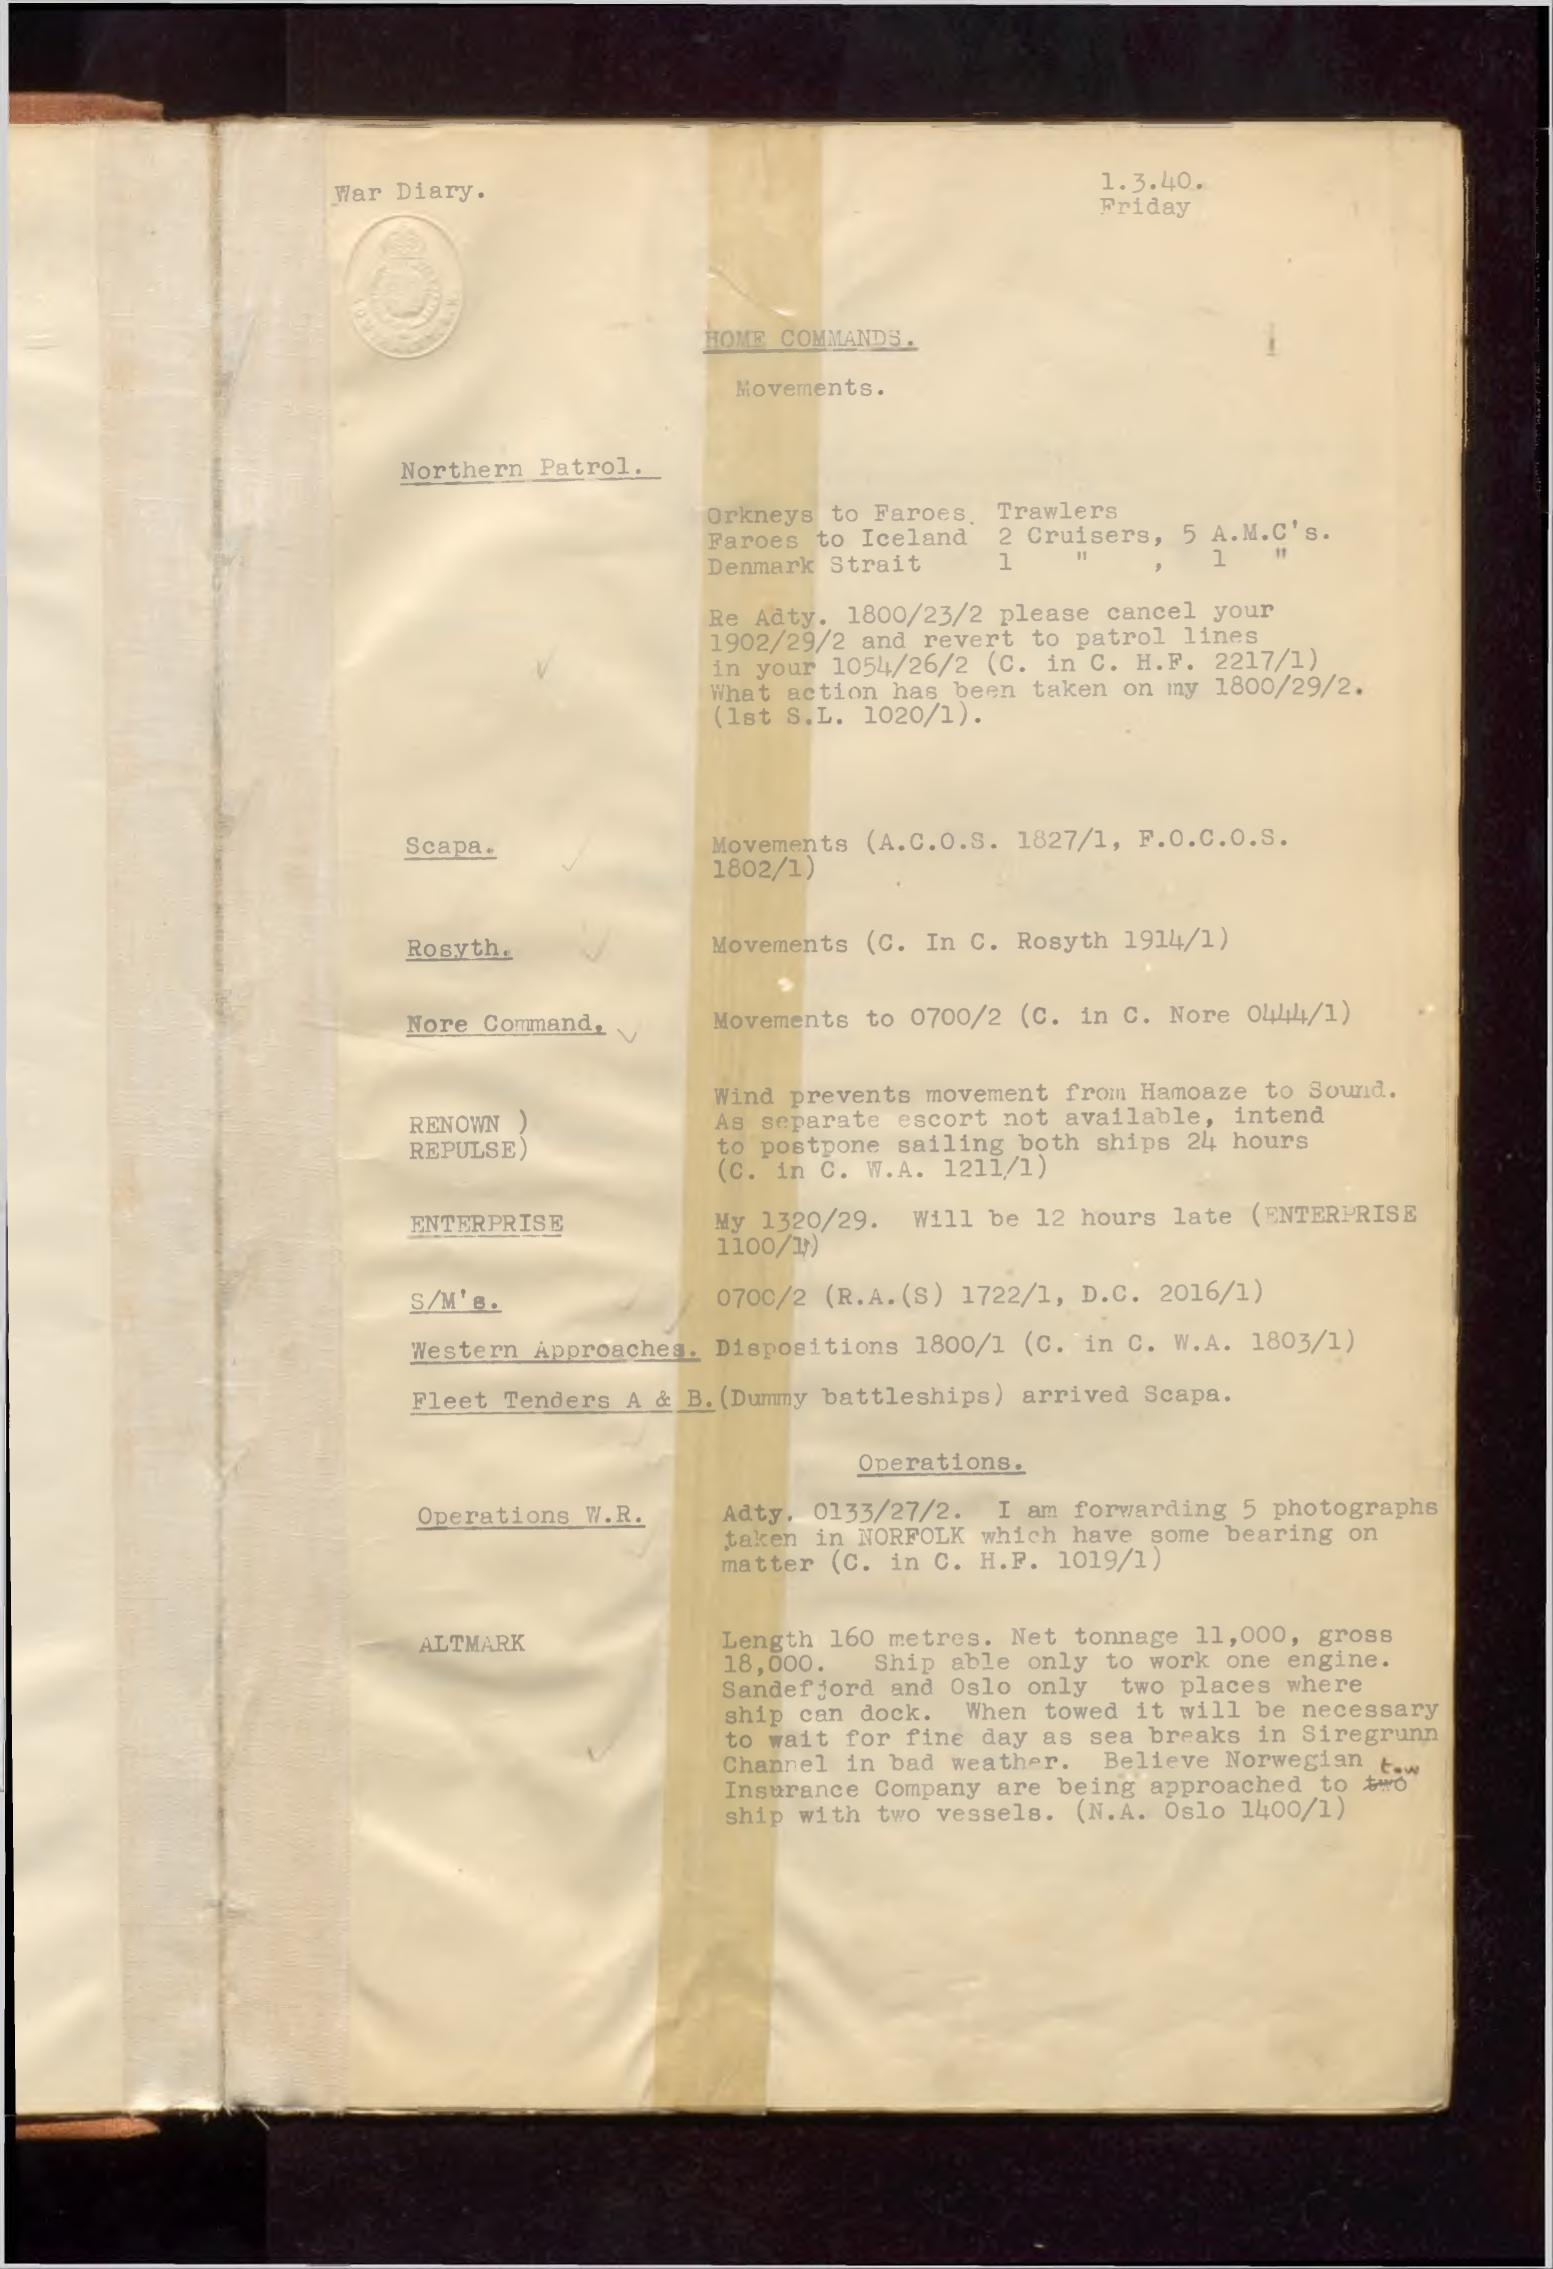 War Diary.
1.3.40.
Friday
HOME COMMANDS.
Movements.
Northern Patrol.
Orkneys to Faroes. Trawlers
Faroes to Iceland 2 Cruisers, 5 A.M.C's.
Denmark Strait 1 " , 1 "
Re Adty. 1800/23/2 please cancel your
1902/29/2 and revert to patrol lines
in your 1054/26/2 (C. in C. H.F. 2217/1)
What action has been taken on my 1800/29/2.
(1st S.L. 1020/1).
Scapa. Movements (A.C.O.S. 1827/1, F.O.C.O.S.
1802/1)
Rosyth. Movements (C. In C. Rosyth 1914/1)
Nore Command. Movements to 0700/2 (C. in C. Nore 0444/1)
Wind prevents movement from Hamoaze to Sound.
RENOWN ) As separate escort not available, intend
REPULSE) to postpone sailing both ships 24 hours
(C. in C. W.A. 1211/1)
ENTERPRISE My 1320/29. Will be 12 hours late (ENTERPRISE
1100/1)
S/M's. 0700/2 (R.A.(S) 1722/1, D.C. 2016/1)
Western Approaches. Dispositions 1800/1 (C. in C. W.A. 1803/1)
Fleet Tenders A & B. (Dummy battleships) arrived Scapa.
Operations.
Operations W.R. Adty. 0133/27/2. I am forwarding 5 photographs
taken in NORFOLK which have some bearing on
matter (C. in C. H.F. 1019/1)
ALTMARK Length 160 metres. Net tonnage 11,000, gross
18,000. Ship able only to work one engine.
Sandefjord and Oslo only two places where
ship can dock. When towed it will be necessary
to wait for fine day as sea breaks in Siregrunn
Channel in bad weather. Believe Norwegian
tow
Insurance Company are being approached to two
ship with two vessels. (N.A. Oslo 1400/1)